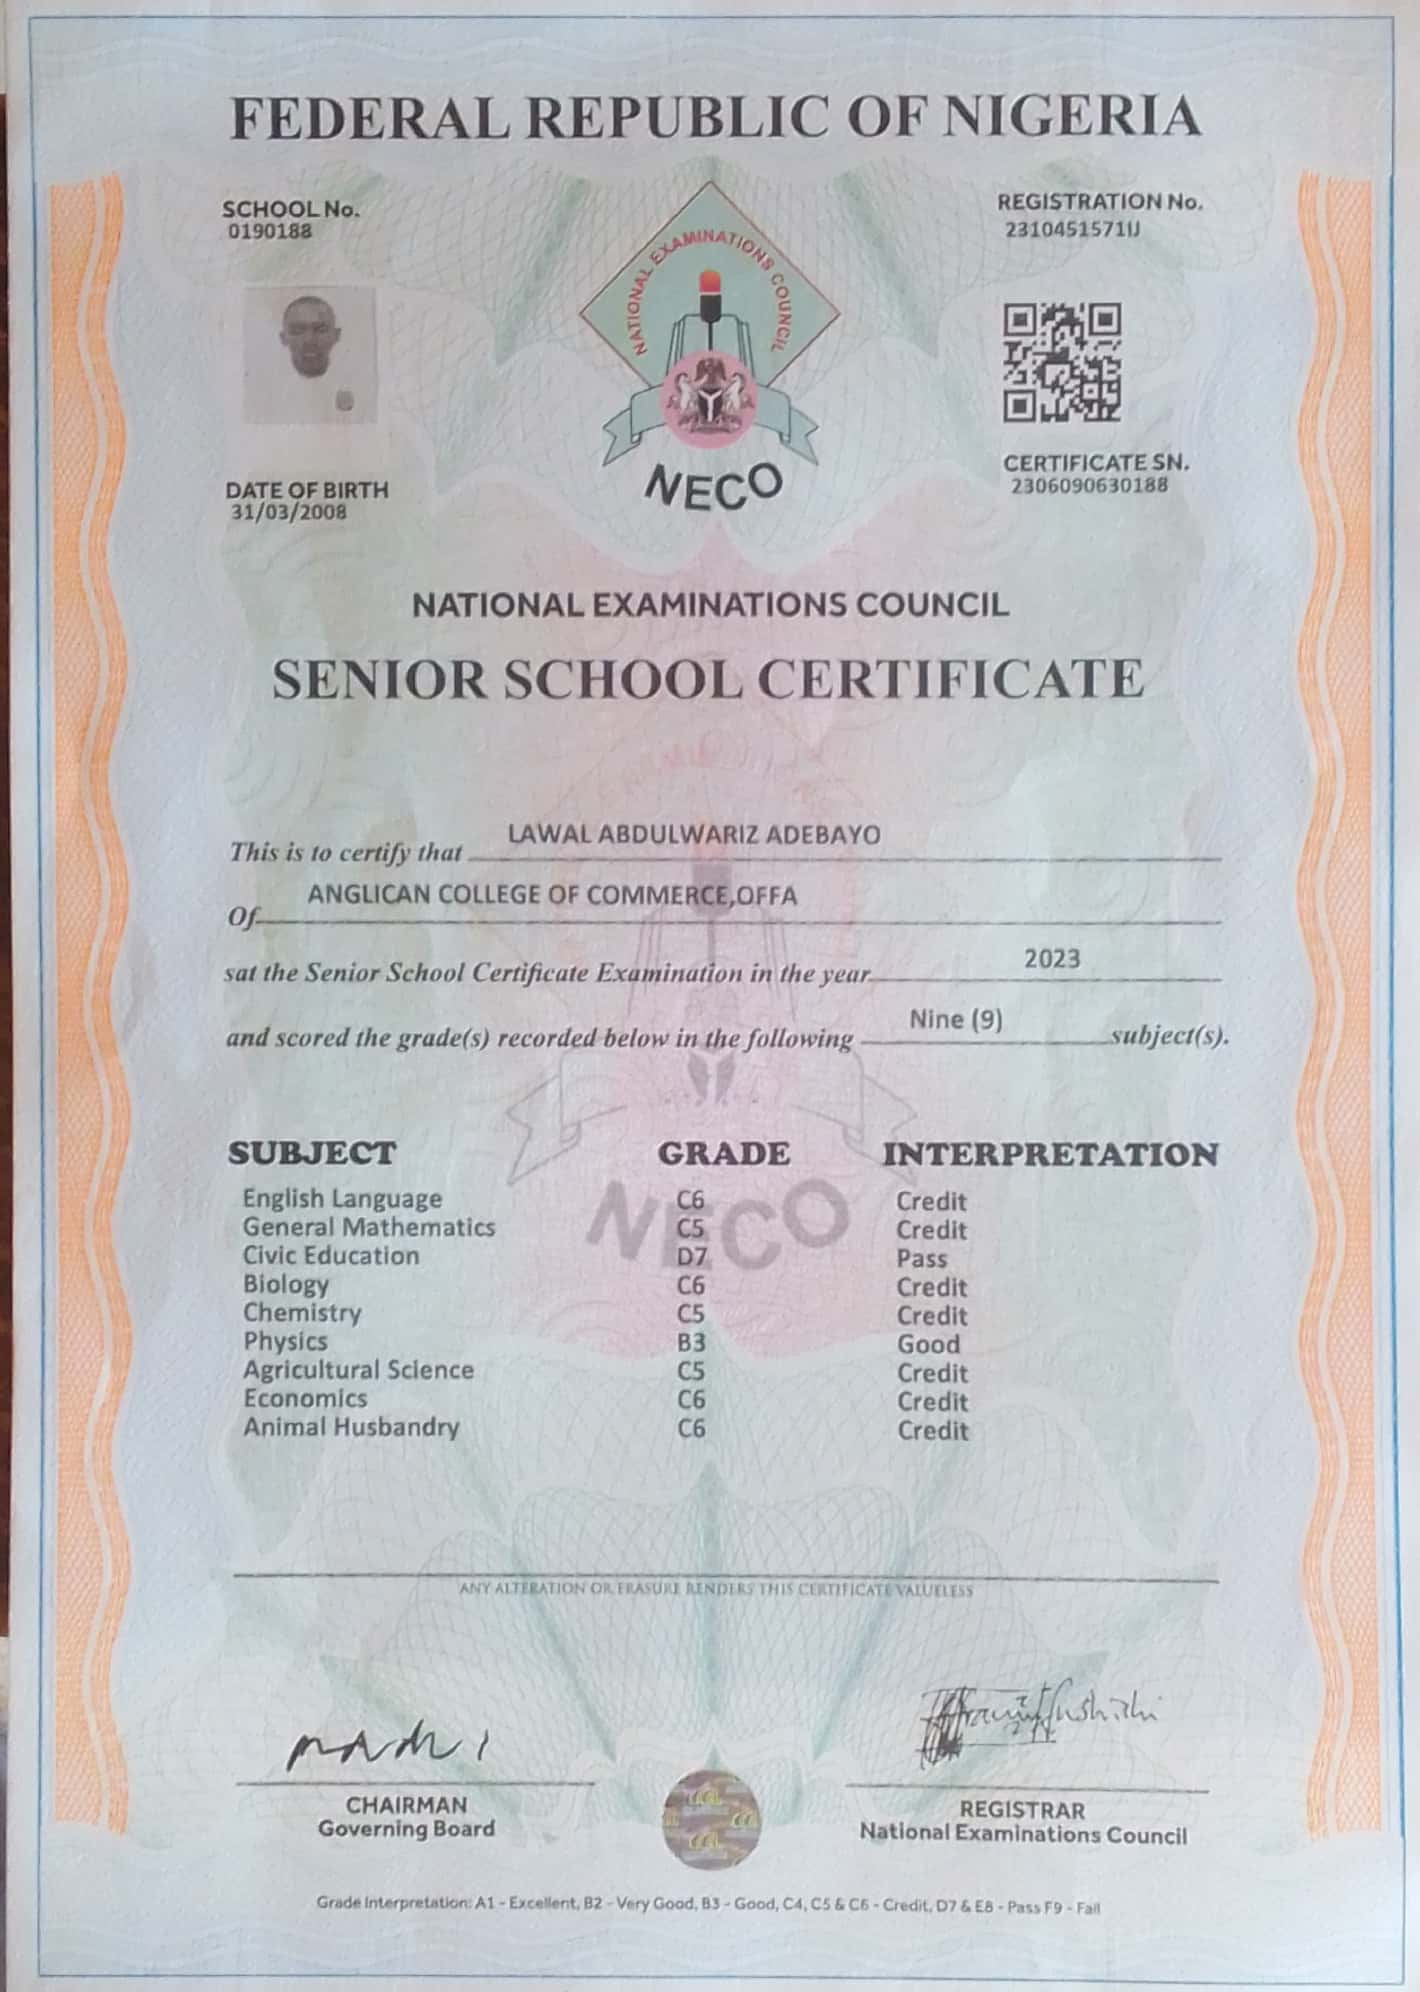 FEDERAL REPUBLIC OF NIGERIA
SCHOOL No.
0190188
REGISTRATION No.
2310451571IJ
NATIONAL EXAMINATIONS COUNCIL
NECO
CERTIFICATE SN.
2306090630188
DATE OF BIRTH
31/03/2008
NATIONAL EXAMINATIONS COUNCIL
SENIOR SCHOOL CERTIFICATE
This is to certify that LAWAL ABDULWARIZ ADEBAYO
Of ANGLICAN COLLEGE OF COMMERCE,OFFA
sat the Senior School Certificate Examination in the year 2023
and scored the grade(s) recorded below in the following Nine (9) subject(s).
SUBJECT GRADE INTERPRETATION
English Language C6 Credit
General Mathematics C5 Credit
Civic Education D7 Pass
Biology C6 Credit
Chemistry C5 Credit
Physics B3 Good
Agricultural Science C5 Credit
Economics C6 Credit
Animal Husbandry C6 Credit
NECO
ANY ALTERATION OR ERASURE RENDERS THIS CERTIFICATE VALUELESS
CHAIRMAN
Governing Board
REGISTRAR
National Examinations Council
Grade Interpretation: A1 - Excellent, B2 - Very Good, B3 - Good, C4, C5 & C6 - Credit, D7 & E8 - Pass F9 - Fail